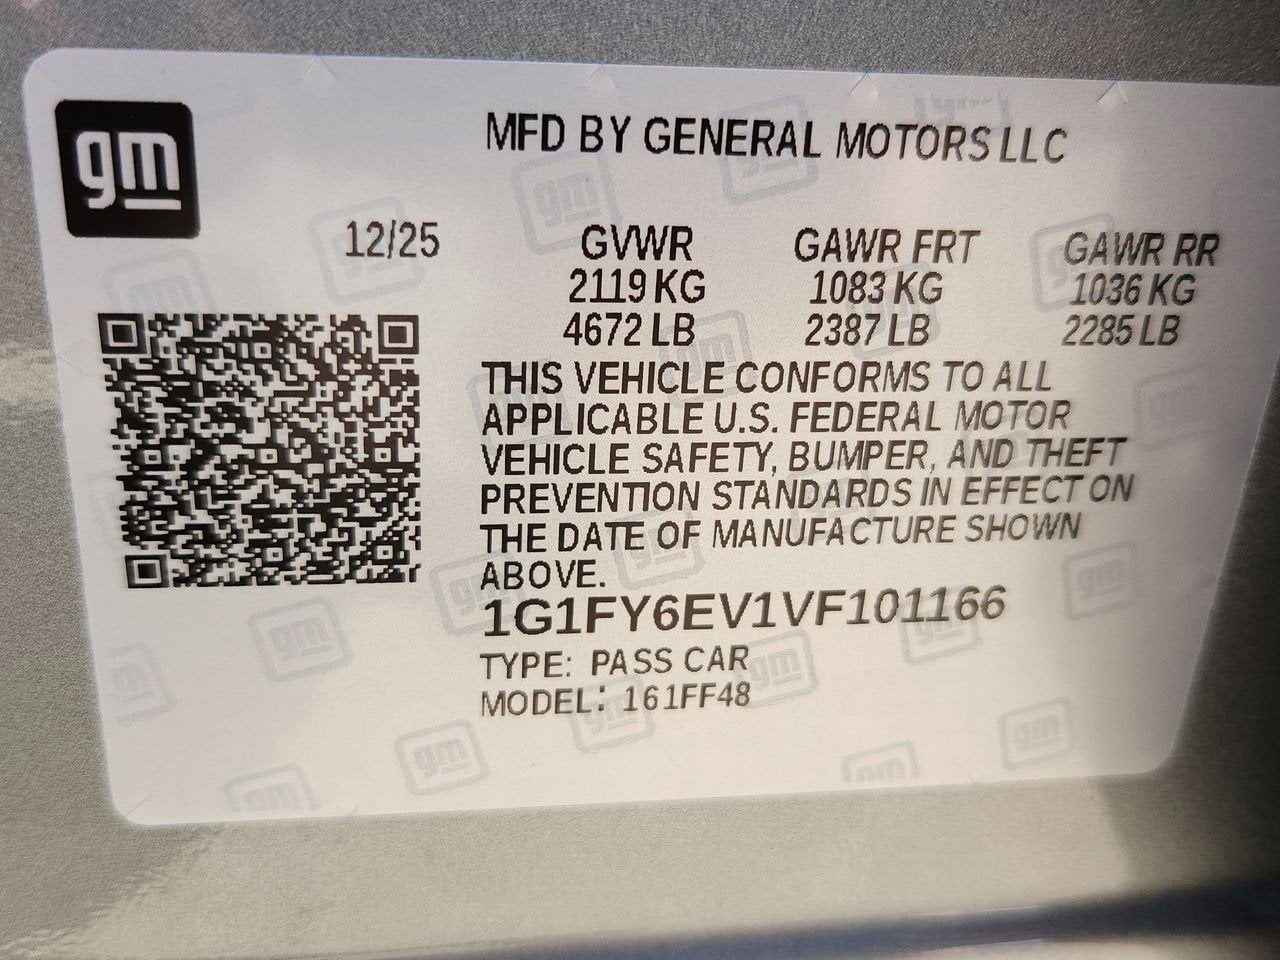 gm
MFD BY GENERAL MOTORS LLC
12/25 GVWR GAWR FRT GAWR RR
2119 KG 1083 KG 1036 KG
4672 LB 2387 LB 2285 LB
THIS VEHICLE CONFORMS TO ALL
APPLICABLE U.S. FEDERAL MOTOR
VEHICLE SAFETY, BUMPER, AND THEFT
PREVENTION STANDARDS IN EFFECT ON
THE DATE OF MANUFACTURE SHOWN
ABOVE.
1G1FY6EV1VF101166
TYPE: PASS CAR
MODEL: 161FF48